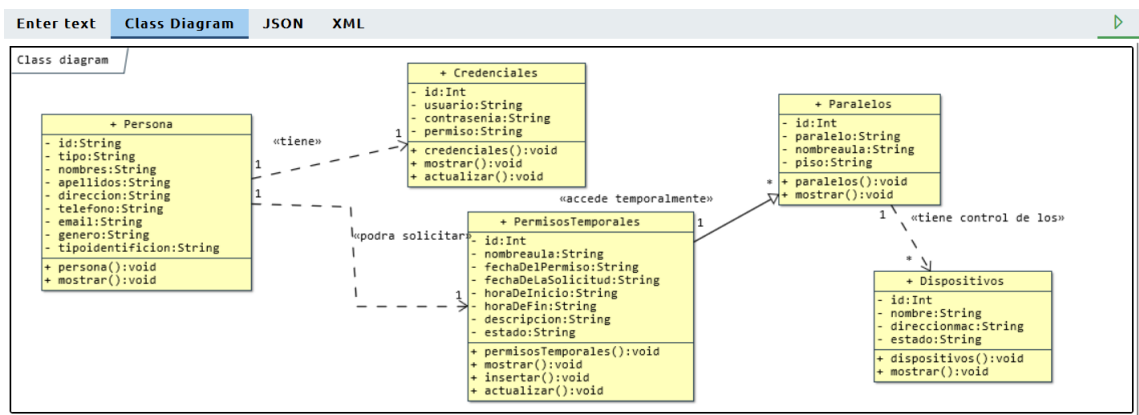 Enter text Class Diagram JSON XML
Class diagram
+ Persona
- id:String
- tipo:String
- nombres:String
- apellidos:String
- direccion:String
- telefono:String
- email:String
- genero:String
- tipoidentificion:String
+ persona():void
+ mostrar():void
«tiene»
1
1
1
«podra solicitar»
1
+ Credenciales
- id:Int
- usuario:String
- contrasenia:String
- permiso:String
+ credenciales():void
+ mostrar():void
+ actualizar():void
+ PermisosTemporales
- id:Int
- nombreaula:String
- fechaDelPermiso:String
- fechaDeLaSolicitud:String
- horaDeInicio:String
- horaDeFin:String
- descripcion:String
- estado:String
+ permisosTemporales():void
+ mostrar():void
+ insertar():void
+ actualizar():void
«accede temporalmente»
1
*
+ Paralelos
- id:Int
- paralelo:String
- nombreaula:String
- piso:String
+ paralelos():void
+ mostrar():void
1
«tiene control de los»
*
+ Dispositivos
- id:Int
- nombre:String
- direccionmac:String
- estado:String
+ dispositivos():void
+ mostrar():void